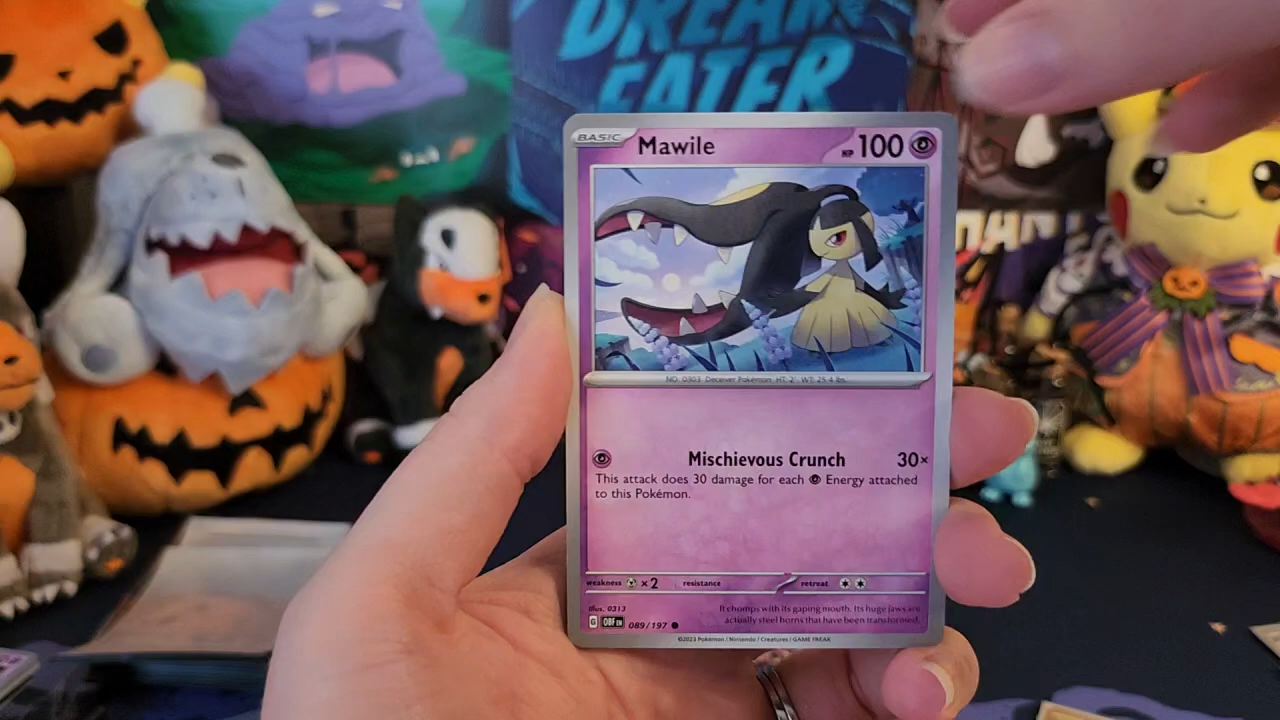 DREAM
EATER
BASIC Mawile HP 100
NO. 0303 Deceiver Pokémon HT: 2' WT: 25.4 lbs.
Mischievous Crunch 30×
This attack does 30 damage for each Energy attached
to this Pokémon.
weakness ×2 resistance retreat
Illus. 0313
It chomps with its gaping mouth. Its huge jaws are
actually steel horns that have been transformed.
G OBF EN 089/197
©2023 Pokémon / Nintendo / Creatures / GAME FREAK